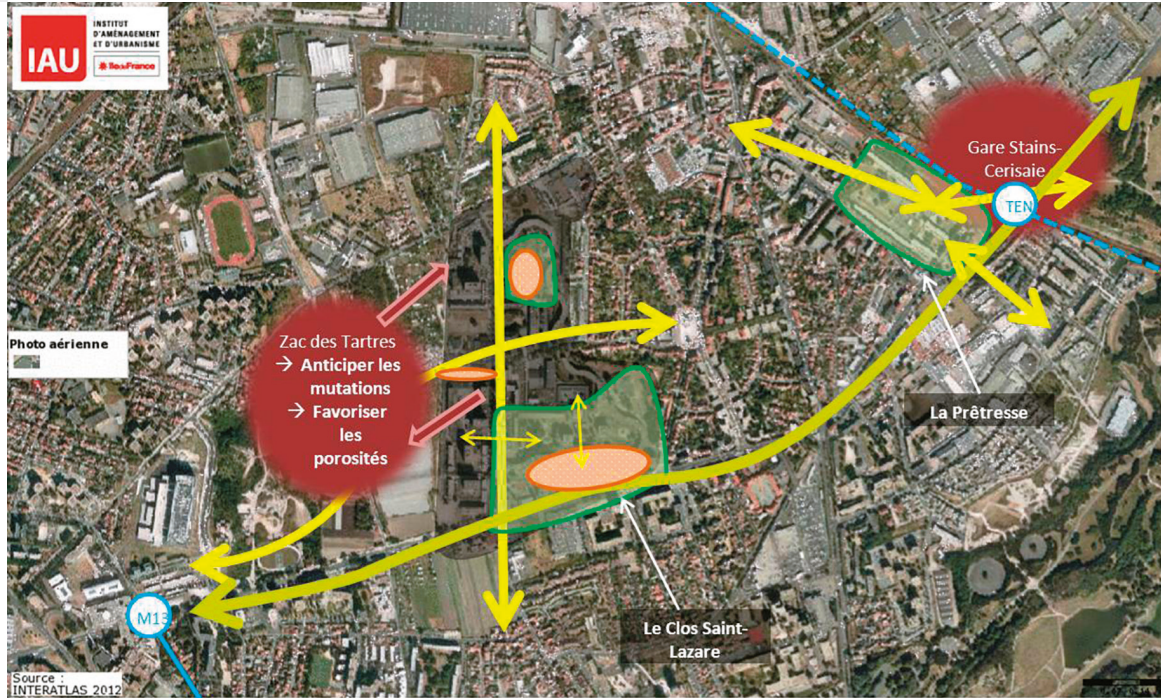 IAU
INSTITUT
D'AMÉNAGEMENT
ET D'URBANISME
îledeFrance
Gare Stains-
Cerisaie
TEN
Photo aérienne
Zac des Tartres
→ Anticiper les
mutations
→ Favoriser
les
porosités
La Prêtresse
M13
Le Clos Saint-
Lazare
Source :
INTERATLAS 2012